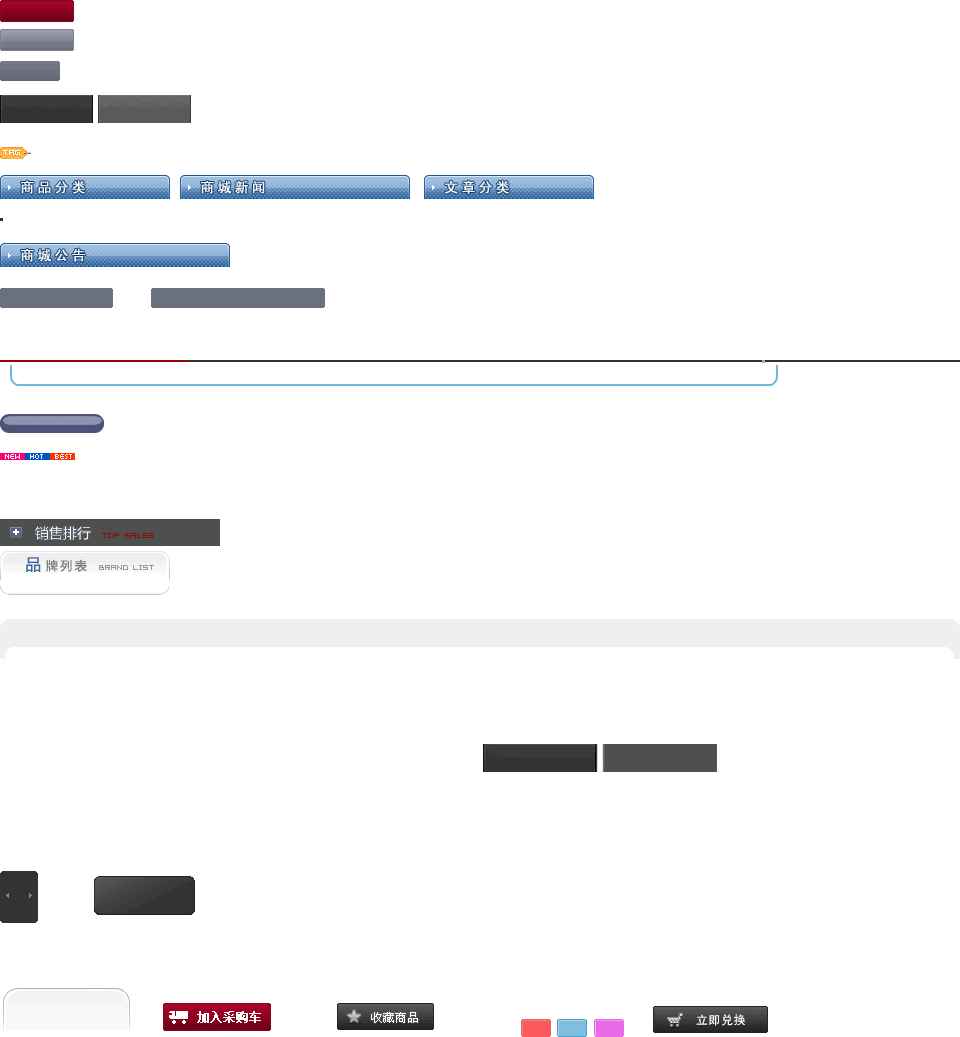 TAG
商品分类 商城新闻 文章分类
商城公告
NEW HOT BEST
销售排行 TOP SALES
品牌列表 BRAND LIST
加入采购车 收藏商品 立即兑换